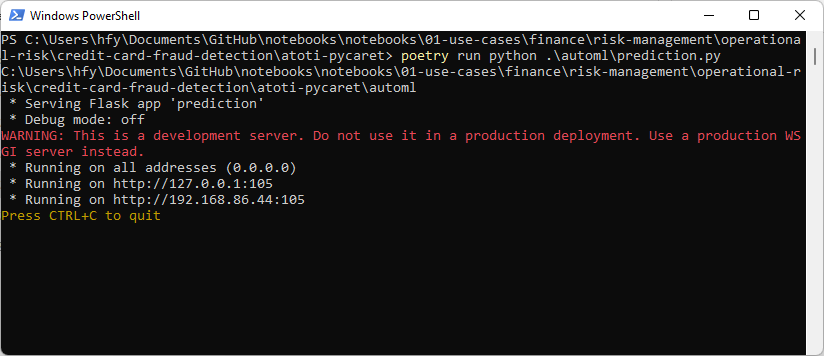 Windows PowerShell
PS C:\Users\hfy\Documents\GitHub\notebooks\notebooks\01-use-cases\finance\risk-management\operationa
l-risk\credit-card-fraud-detection\atoti-pycaret> poetry run python .\automl\prediction.py
C:\Users\hfy\Documents\GitHub\notebooks\notebooks\01-use-cases\finance\risk-management\operational-r
isk\credit-card-fraud-detection\atoti-pycaret\automl
 * Serving Flask app 'prediction'
 * Debug mode: off
WARNING: This is a development server. Do not use it in a production deployment. Use a production WS
GI server instead.
 * Running on all addresses (0.0.0.0)
 * Running on http://127.0.0.1:105
 * Running on http://192.168.86.44:105
Press CTRL+C to quit